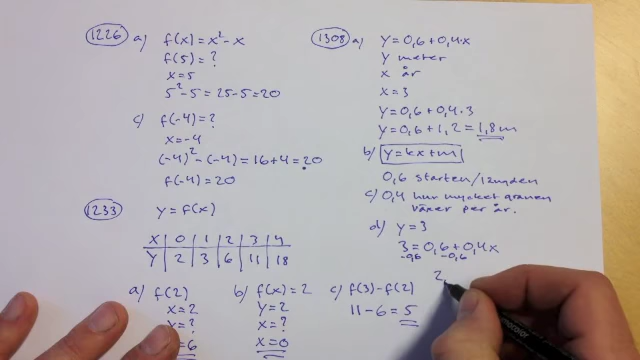 1226 a) f(x) = x² - x
f(5) = ?
x = 5
5² - 5 = 25 - 5 = 20
c) f(-4) = ?
x = -4
(-4)² - (-4) = 16 + 4 = 20
f(-4) = 20
1233 y = f(x)
X 0 1 2 3 4
Y 2 3 6 11 18
a) f(2)
x = 2
y = ?
= 6
b) f(x) = 2
y = 2
x = ?
x = 0
c) f(3) - f(2)
11 - 6 = 5
1308 a) y = 0,6 + 0,4·x
y meter
x år
x = 3
y = 0,6 + 0,4·3
y = 0,6 + 1,2 = 1,8 m
b) y = kx + m
0,6 starten/längden
c) 0,4 hur mycket granen
växer per år.
d) y = 3
3 = 0,6 + 0,4x
-0,6 -0,6
2,